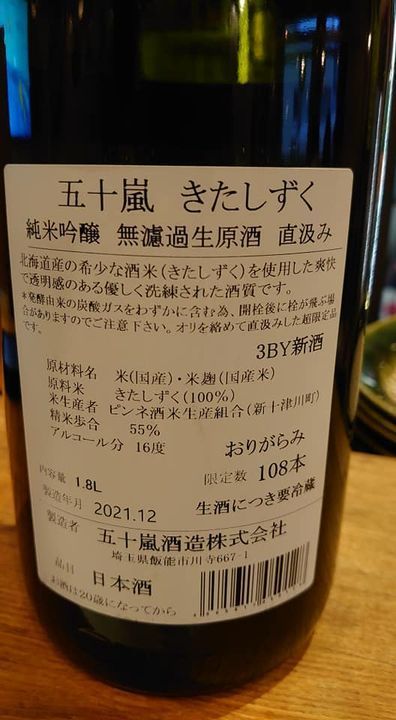 五十嵐 きたしずく
純米吟醸 無濾過生原酒 直汲み
北海道産の希少な酒米(きたしずく)を使用した爽快
で透明感のある優しく洗練された酒質です。
*発酵由来の炭酸ガスをわずかに含む為、開栓後に栓が飛ぶ場
合がありますのでご注意下さい。オリを絡めて直汲みした超限定品
です。
3BY新酒
原材料名 米(国産)・米麹(国産米)
原料米 きたしずく(100%)
米生産者 ピンネ酒米生産組合(新十津川町)
精米歩合 55%
アルコール分 16度
おりがらみ
限定数 108本
内容量 1.8L
製造年月 2021.12
生酒につき要冷蔵
製造者 五十嵐酒造株式会社
埼玉県飯能市川寺667-1
品目 日本酒
お酒は20歳になってから